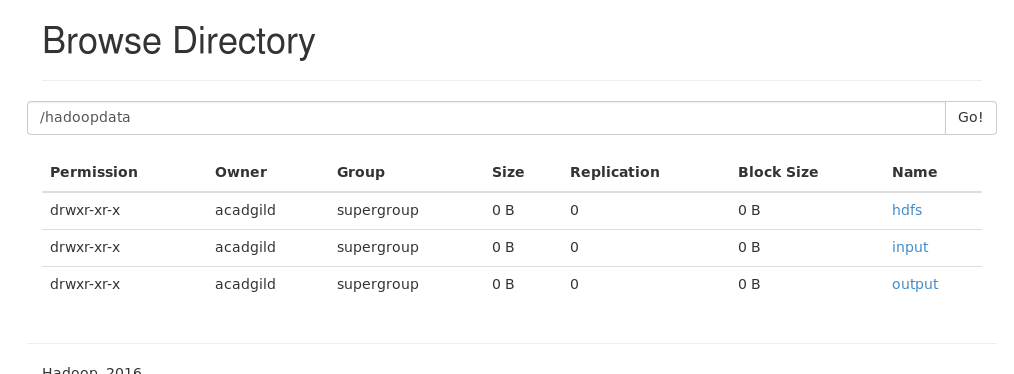 Browse Directory
/hadoopdata Go!
Permission Owner Group Size Replication Block Size Name
drwxr-xr-x acadgild supergroup 0 B 0 0 B hdfs
drwxr-xr-x acadgild supergroup 0 B 0 0 B input
drwxr-xr-x acadgild supergroup 0 B 0 0 B output
Hadoop, 2016.